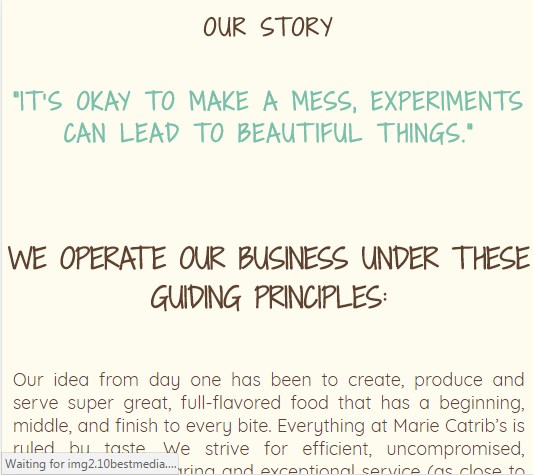 OUR STORY
"IT'S OKAY TO MAKE A MESS, EXPERIMENTS
CAN LEAD TO BEAUTIFUL THINGS."
WE OPERATE OUR BUSINESS UNDER THESE
GUIDING PRINCIPLES:
Our idea from day one has been to create, produce and
serve super great, full-flavored food that has a beginning,
middle, and finish to every bite. Everything at Marie Catrib's is
ruled by taste. We strive for efficient, uncompromised,
and exceptional service (as close to
Waiting for img2.10bestmedia....